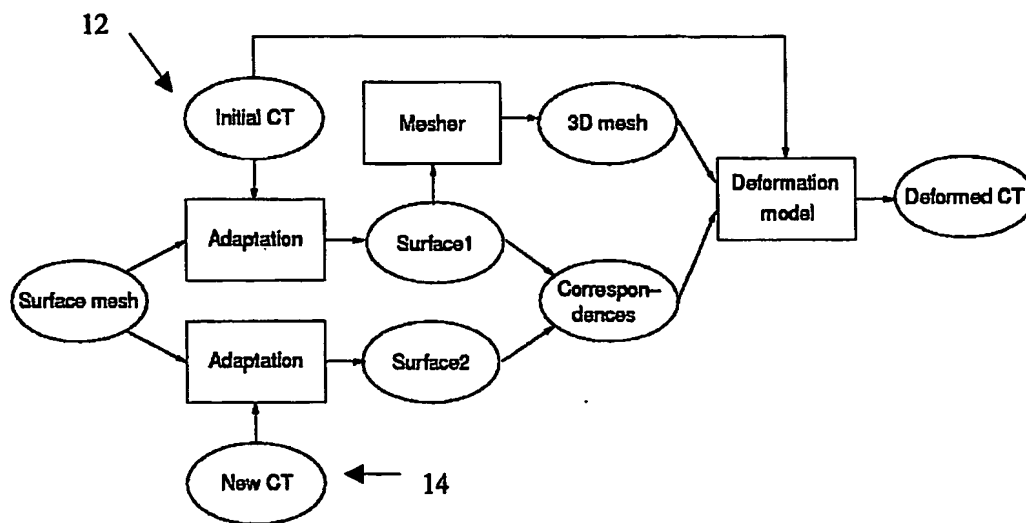 12
Initial CT
Mesher
3D mesh
Deformation
model
Deformed CT
Adaptation
Surface1
Surface mesh
Correspon-
dences
Adaptation
Surface2
New CT
14